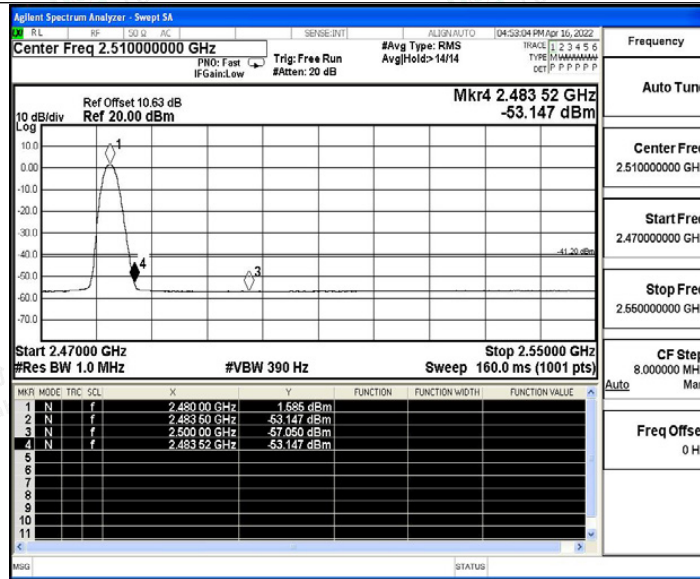 Agilent Spectrum Analyzer - Swept SA
RL RF 50 Ω AC SENSE:INT ALIGNAUTO 04:53:04 PM Apr 16, 2022
Center Freq 2.510000000 GHz #Avg Type: RMS TRACE 1 2 3 4 5 6
PNO: Fast Trig: Free Run Avg|Hold:> 14/14 TYPE M
IFGain:Low #Atten: 20 dB DET P P P P P P
Mkr4 2.483 52 GHz
-53.147 dBm
Ref Offset 10.63 dB
10 dB/div Ref 20.00 dBm
Log
1
10.0
0.00
-10.0
-20.0
-30.0
-40.0
-41.20 dBm
4
3
-50.0
-60.0
-70.0
Start 2.47000 GHz Stop 2.55000 GHz
#Res BW 1.0 MHz #VBW 390 Hz Sweep 160.0 ms (1001 pts)
MKR MODE TRC SCL X Y FUNCTION FUNCTION WIDTH FUNCTION VALUE
1 N f 2.480 00 GHz 1.585 dBm
2 N f 2.483 50 GHz -53.147 dBm
3 N f 2.500 00 GHz -57.050 dBm
4 N f 2.483 52 GHz -53.147 dBm
5
6
7
8
9
10
11
MSG STATUS
Frequency
Auto Tun
Center Fre
2.510000000 GH
Start Fre
2.470000000 GH
Stop Fre
2.550000000 GH
CF Ste
8.000000 MH
Auto Ma
Freq Offse
0 H